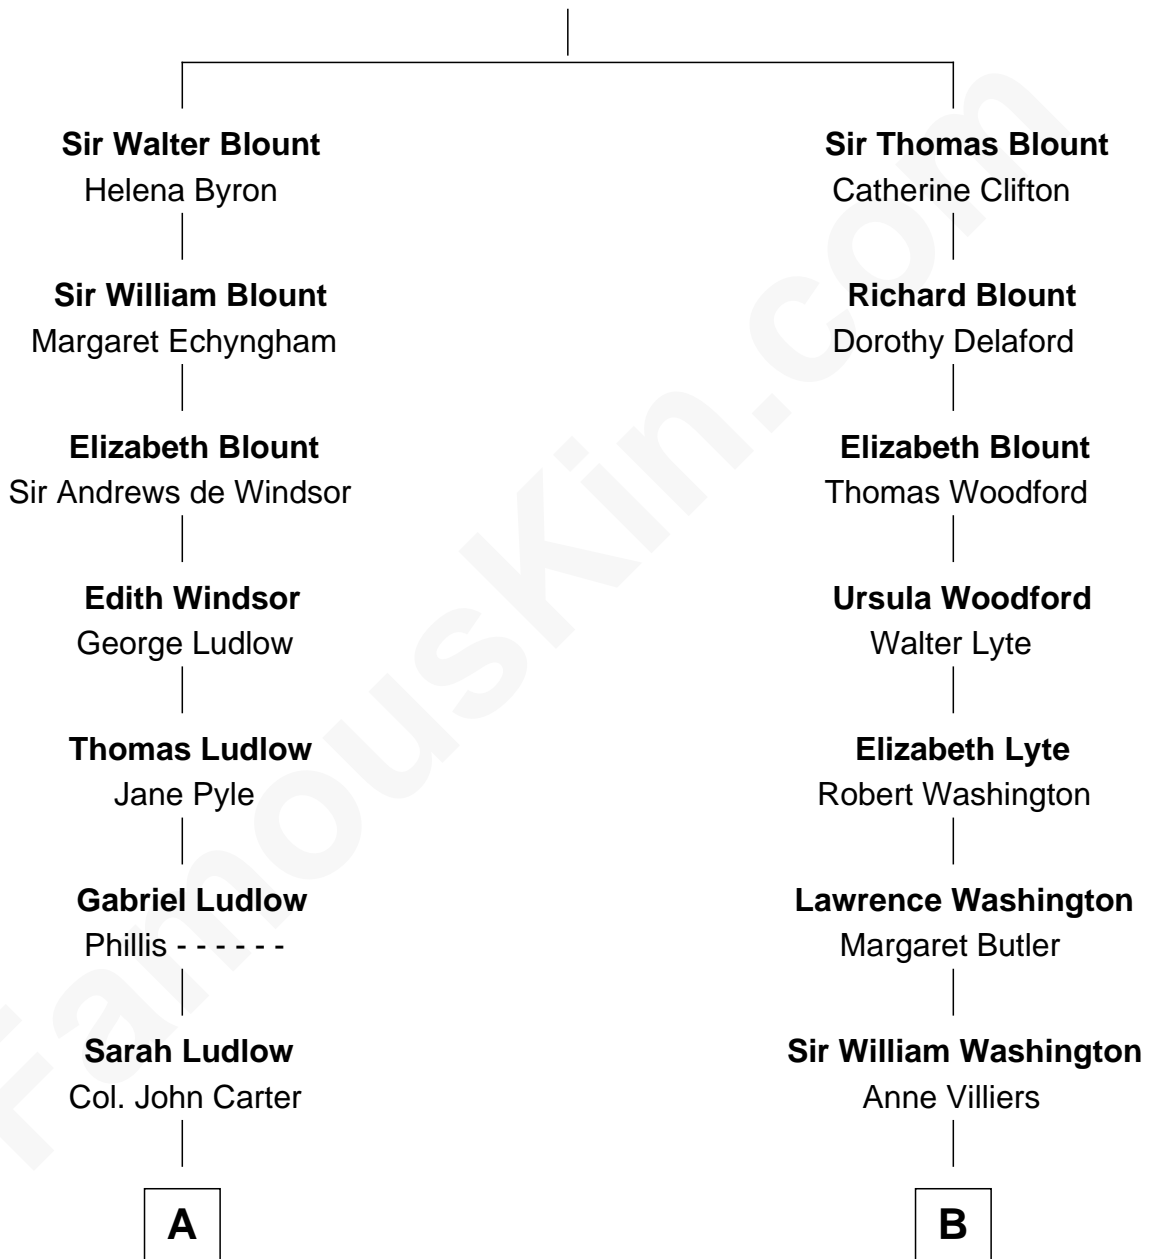 Sir Walter Blount
Helena Byron
Sir William Blount
Margaret Echyngham
Elizabeth Blount
Sir Andrews de Windsor
Edith Windsor
George Ludlow
Thomas Ludlow
Jane Pyle
Gabriel Ludlow
Phillis - - - - - -
Sarah Ludlow
Col. John Carter
A
Sir Thomas Blount
Catherine Clifton
Richard Blount
Dorothy Delaford
Elizabeth Blount
Thomas Woodford
Ursula Woodford
Walter Lyte
Elizabeth Lyte
Robert Washington
Lawrence Washington
Margaret Butler
Sir William Washington
Anne Villiers
B
FamousKin.com